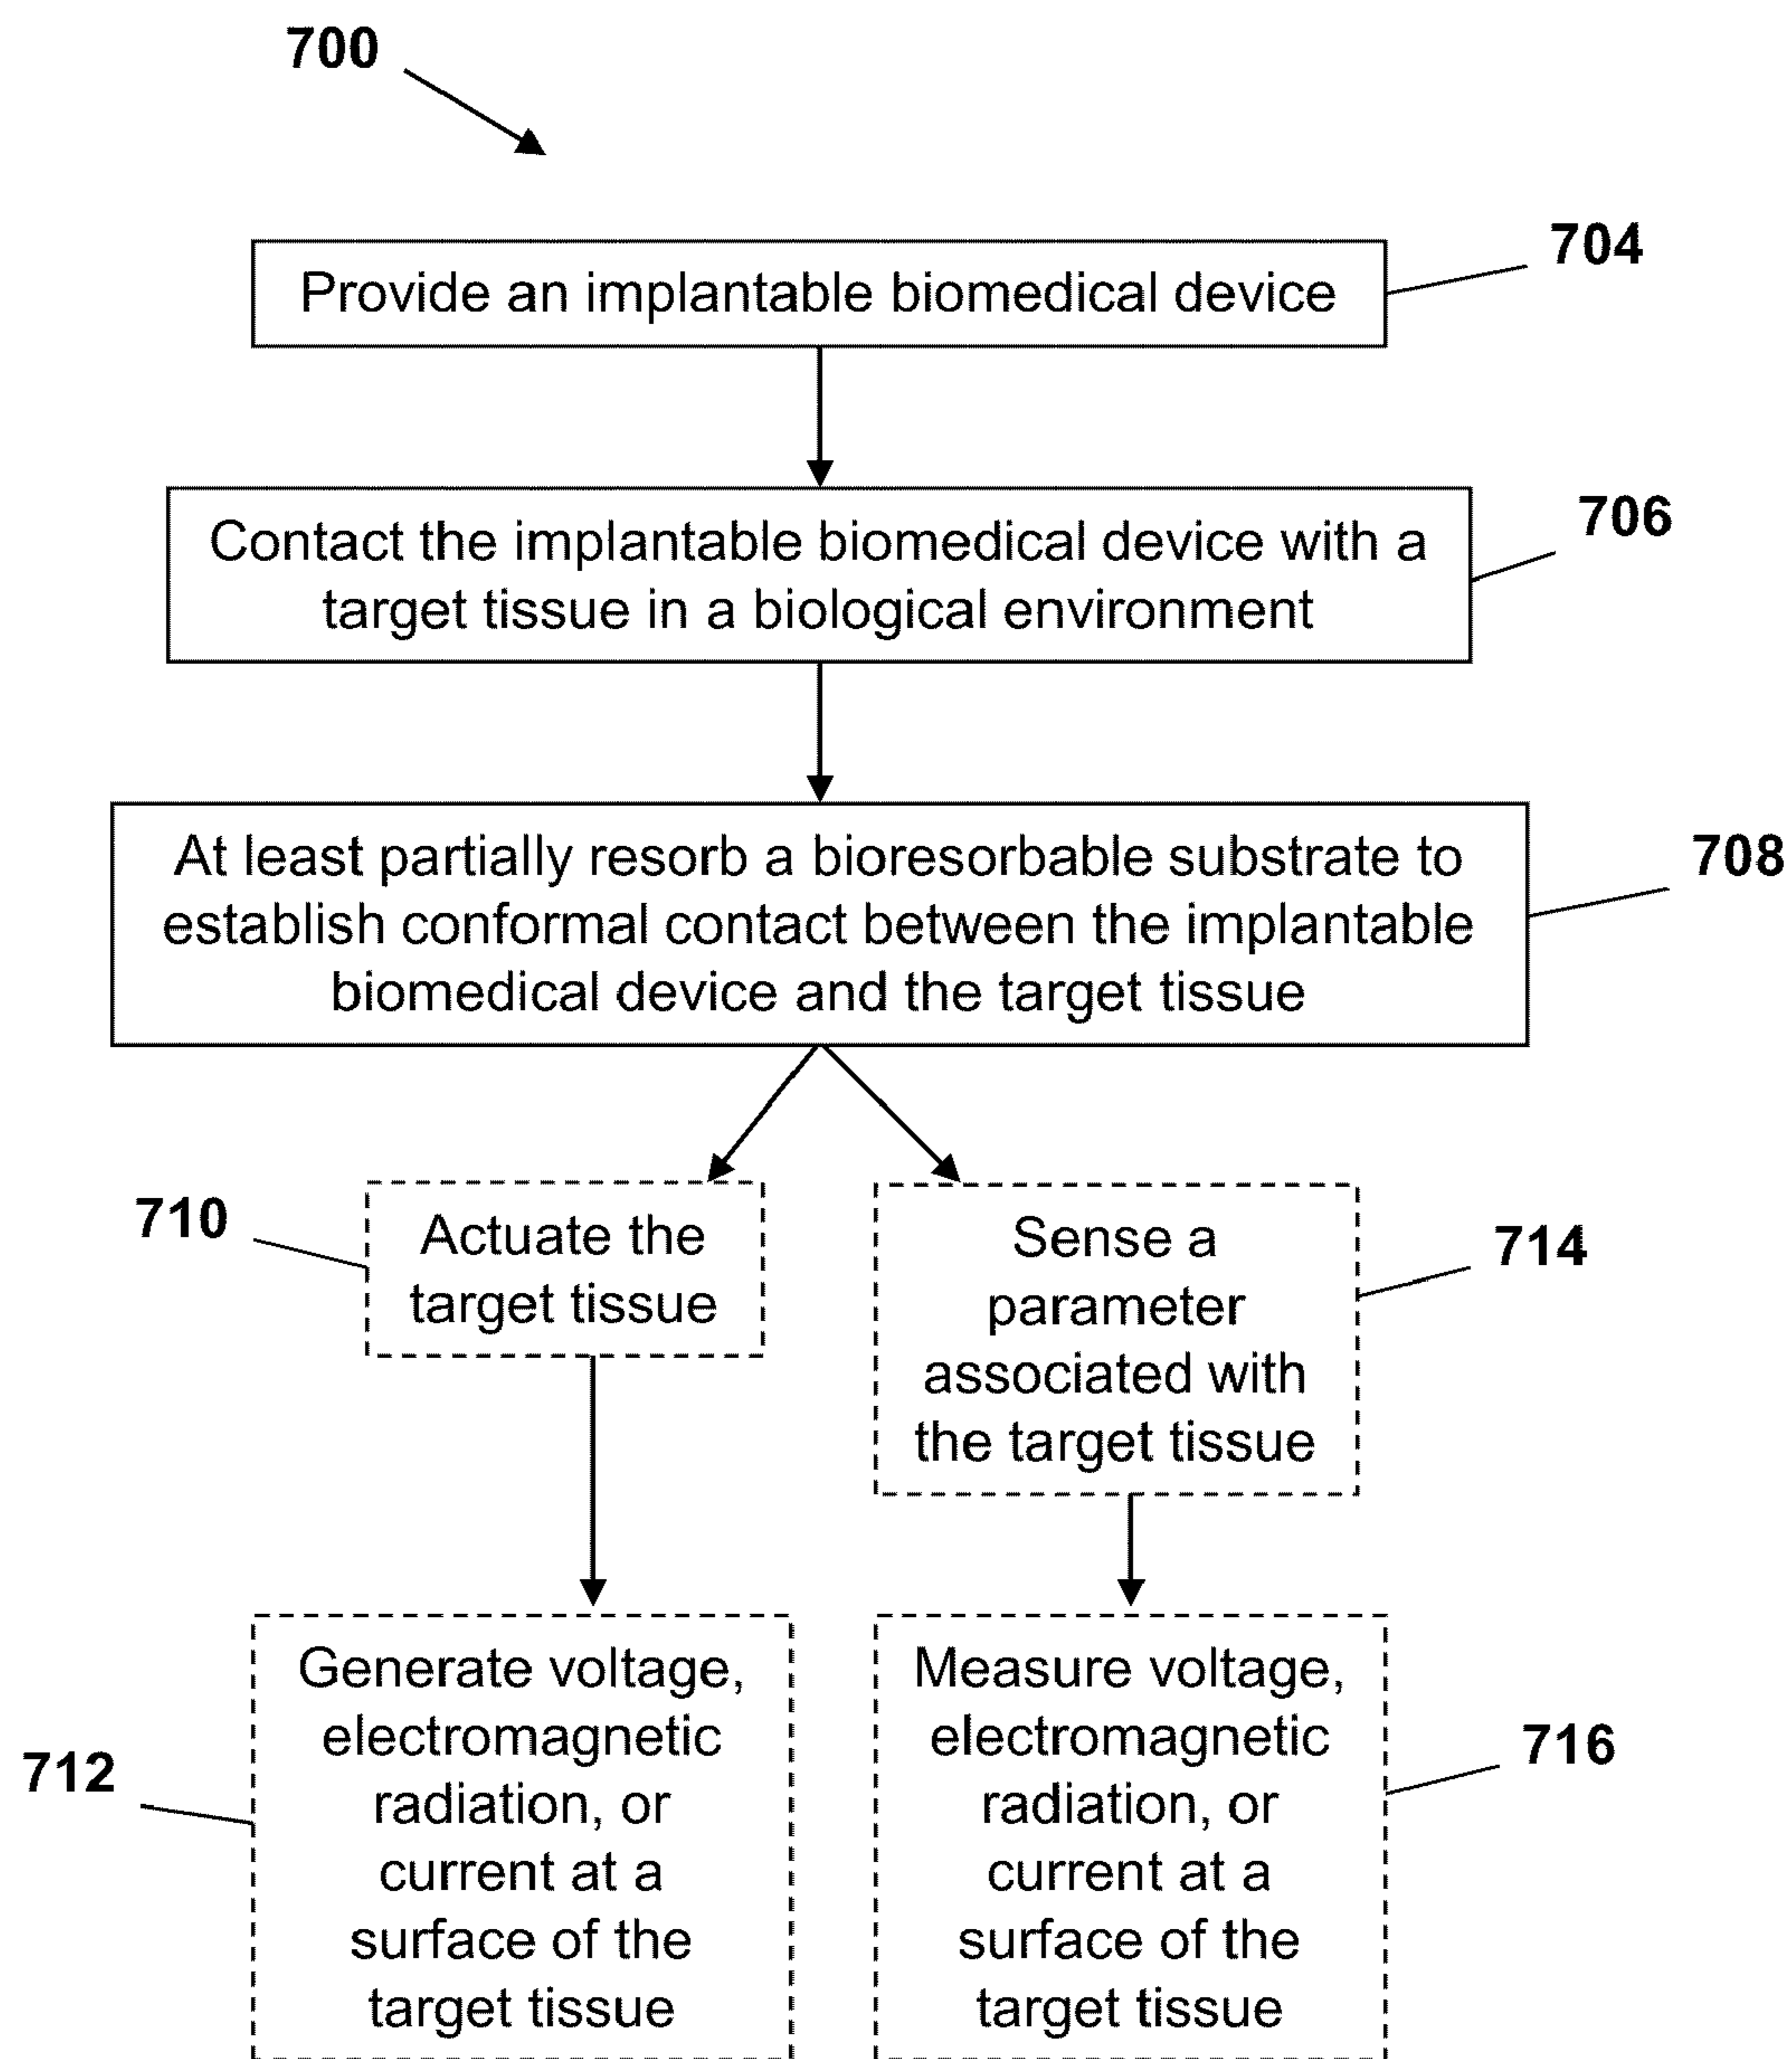 700
704
Provide an implantable biomedical device
706
Contact the implantable biomedical device with a
target tissue in a biological environment
708
At least partially resorb a bioresorbable substrate to
establish conformal contact between the implantable
biomedical device and the target tissue
710
Actuate the
target tissue
714
Sense a
parameter
associated with
the target tissue
712
Generate voltage,
electromagnetic
radiation, or
current at a
surface of the
target tissue
716
Measure voltage,
electromagnetic
radiation, or
current at a
surface of the
target tissue